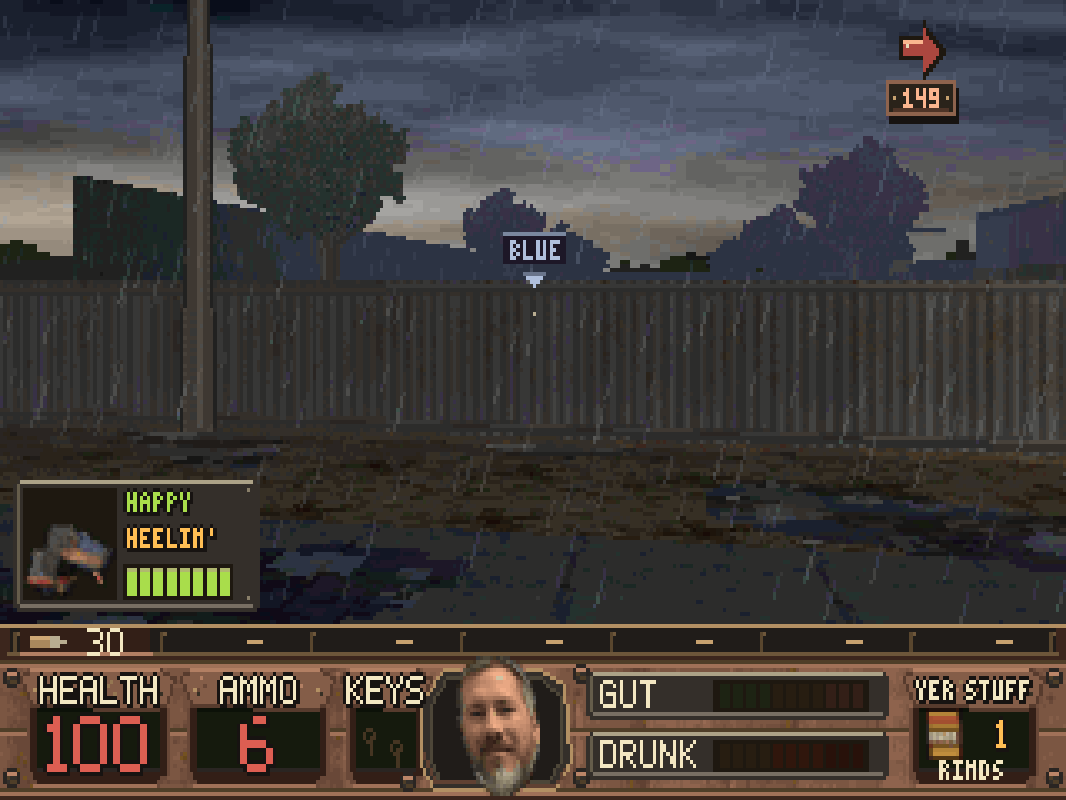 149
BLUE
HAPPY
HEELIN'
30
HEALTH
100
AMMO
6
KEYS
GUT
DRUNK
YER STUFF
1
RINDS